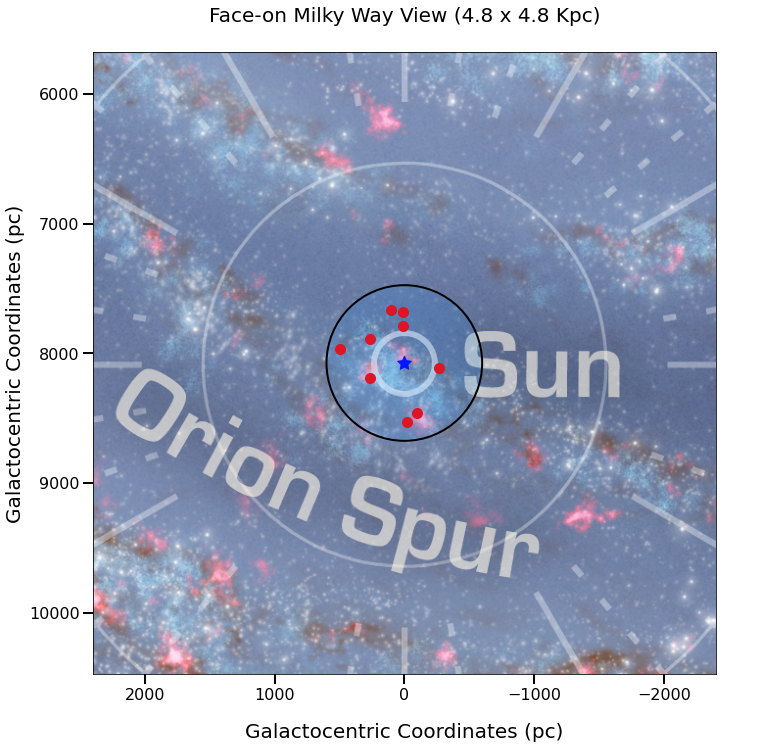 Face-on Milky Way View (4.8 x 4.8 Kpc)
6000
7000
8000
9000
10000
Galactocentric Coordinates (pc)
Sun
Orion Spur
2000
1000
0
−1000
−2000
Galactocentric Coordinates (pc)